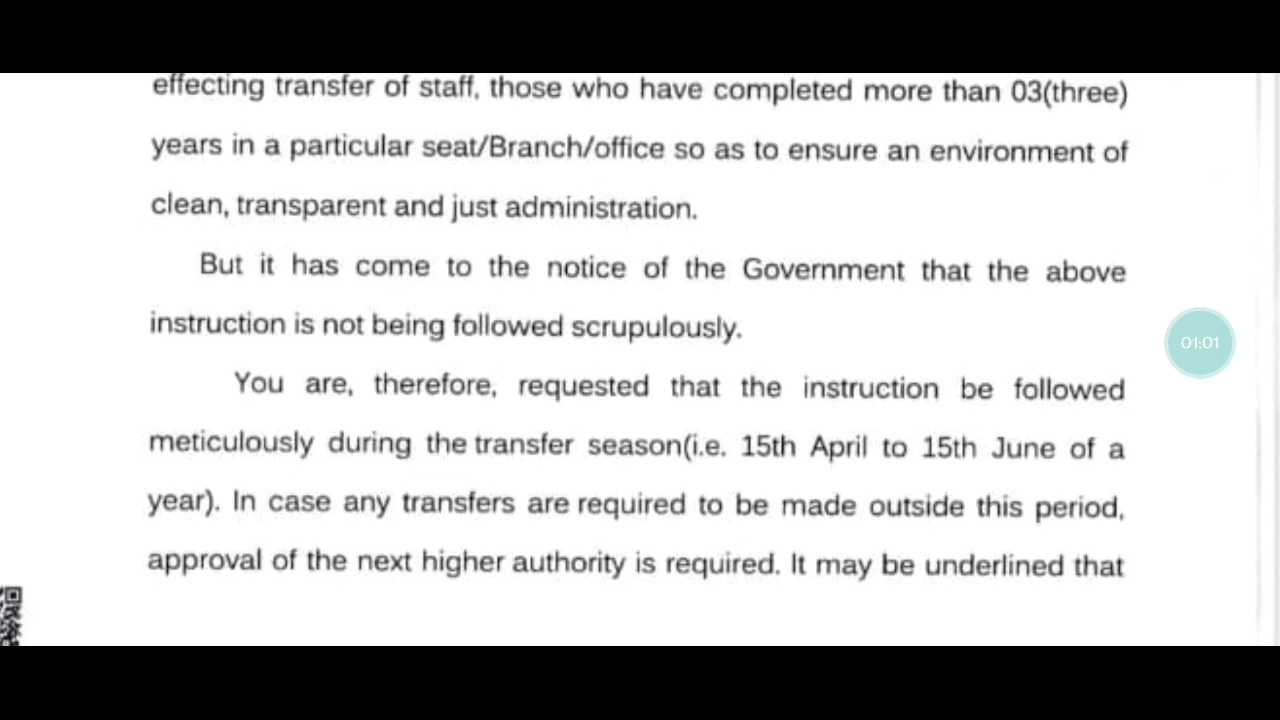 effecting transfer of staff, those who have completed more than 03(three)
years in a particular seat/Branch/office so as to ensure an environment of
clean, transparent and just administration.
But it has come to the notice of the Government that the above
instruction is not being followed scrupulously.
01:01
You are, therefore, requested that the instruction be followed
meticulously during the transfer season(i.e. 15th April to 15th June of a
year). In case any transfers are required to be made outside this period,
approval of the next higher authority is required. It may be underlined that